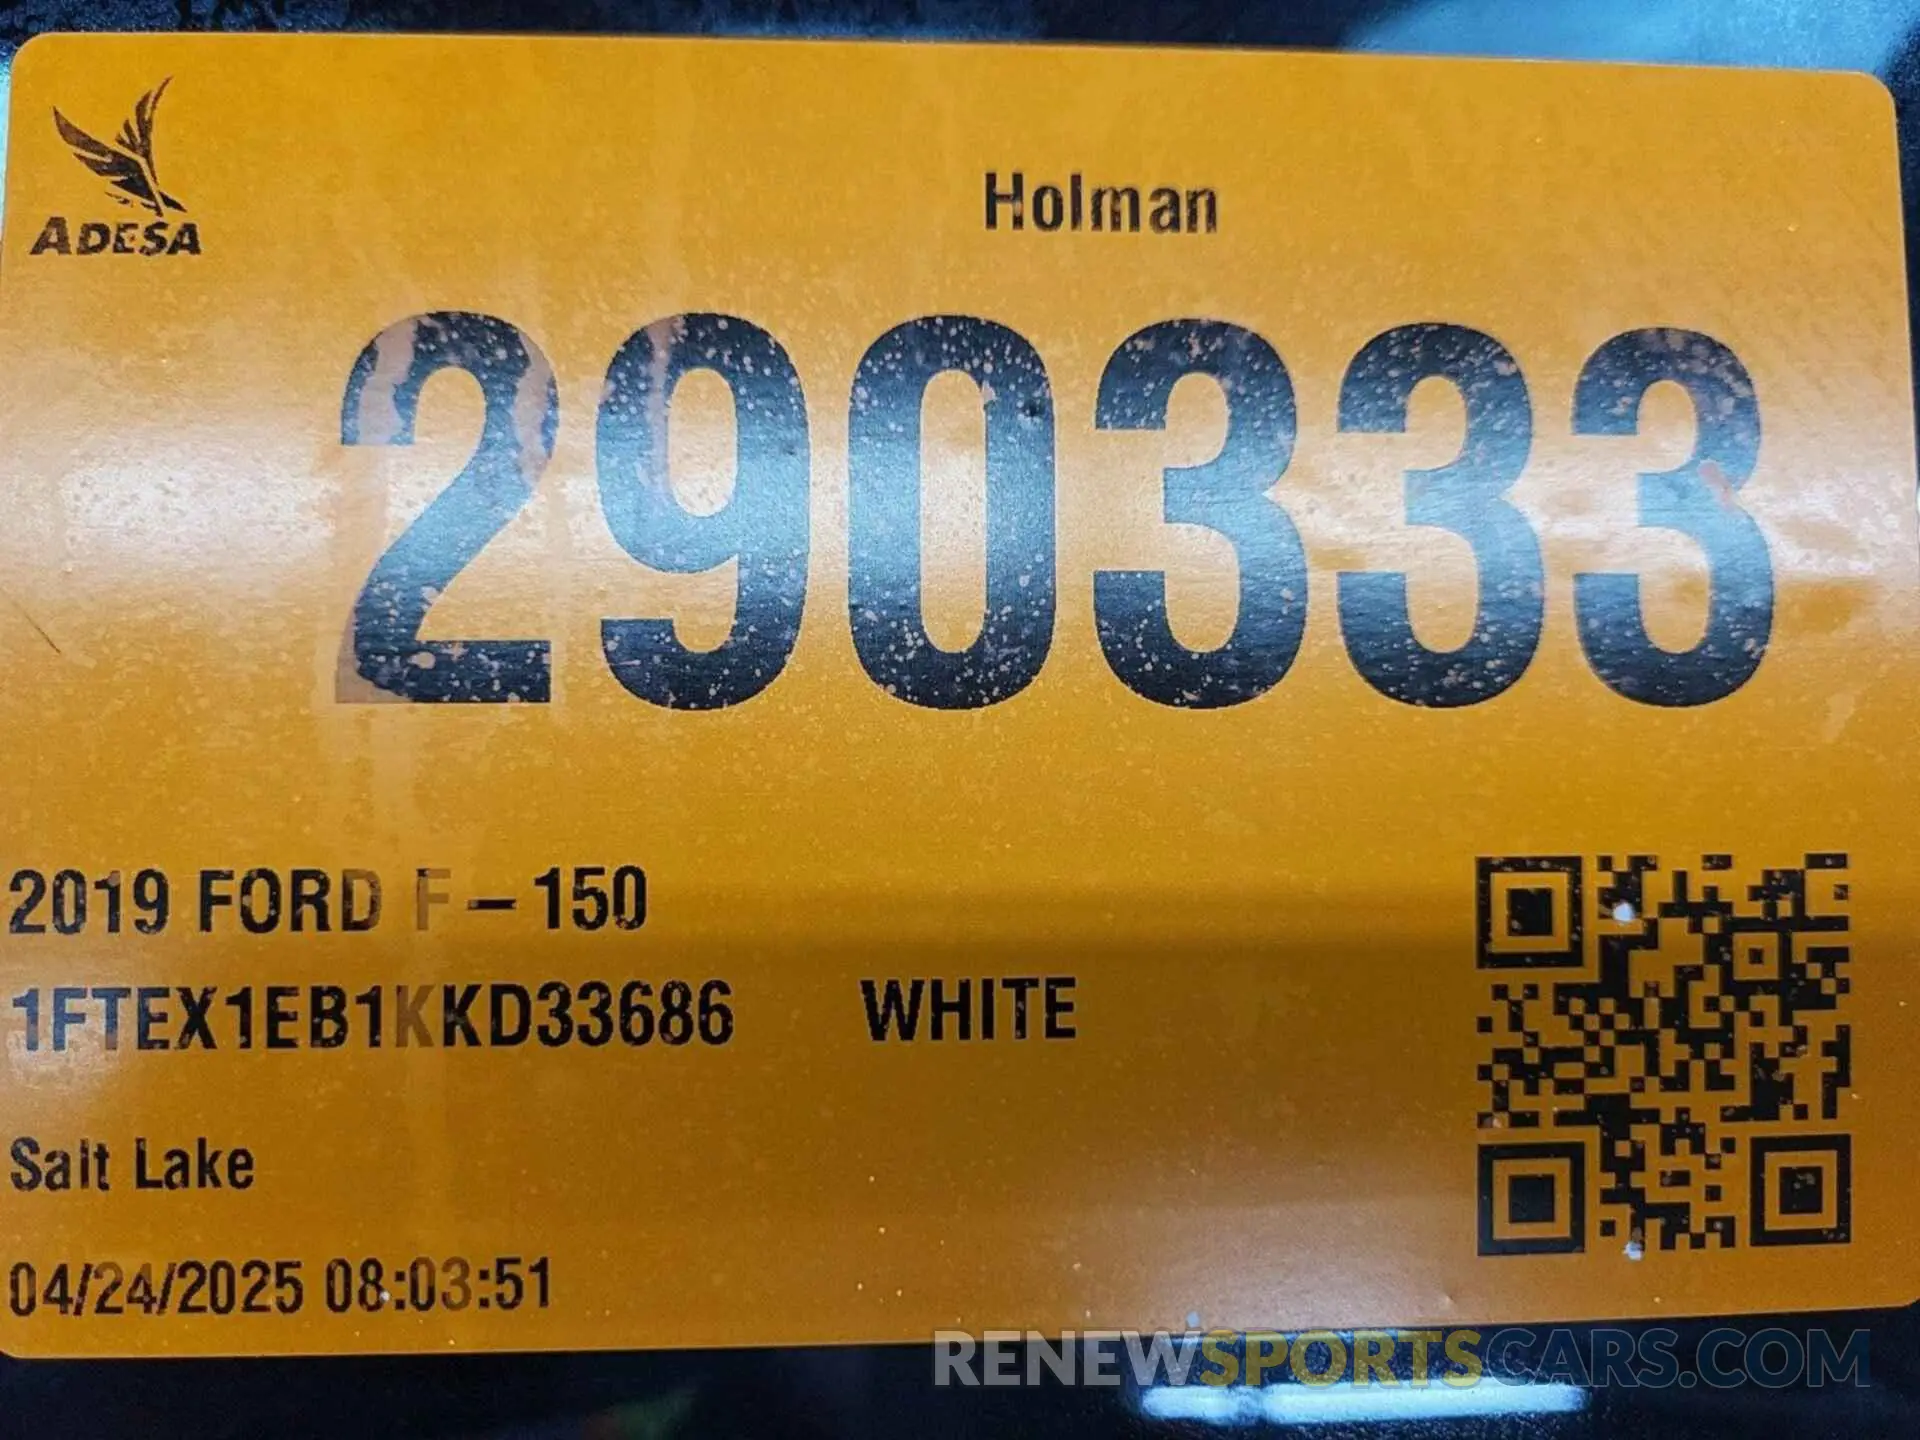 ADESA
Holman
290333
2019 FORD F-150
1FTEX1EB1KKD33686 WHITE
Salt Lake
04/24/2025 08:03:51
RENEWSPORTSCARS.COM